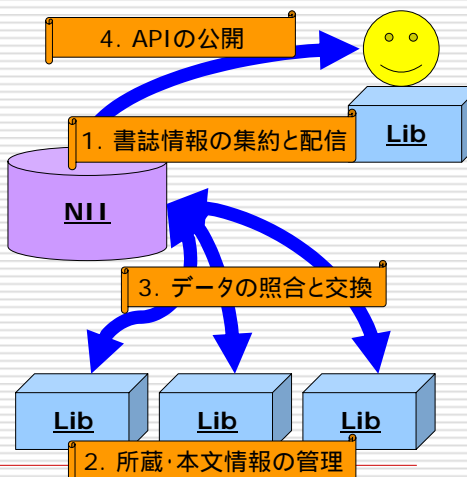 4. APIの公開
1. 書誌情報の集約と配信
Lib
NII
3. データの照合と交換
Lib
Lib
Lib
2. 所蔵・本文情報の管理